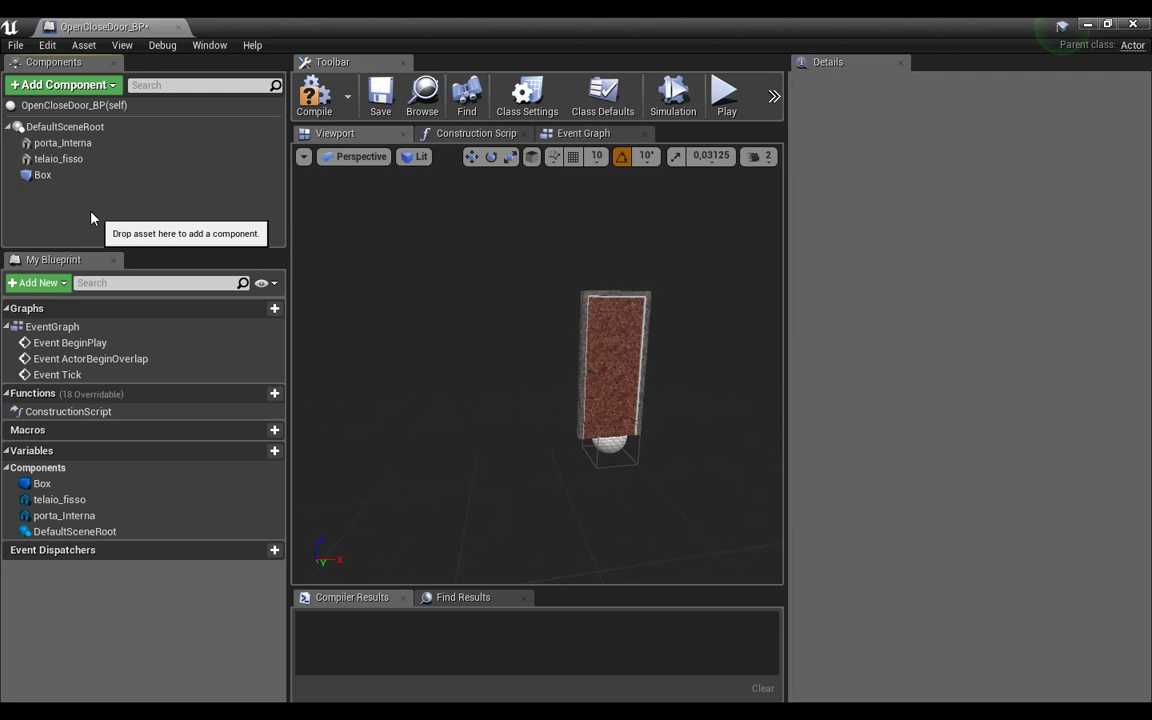 OpenCloseDoor_BP*
File Edit Asset View Debug Window Help
Parent class: Actor
Components
+ Add Component
Search
OpenCloseDoor_BP(self)
DefaultSceneRoot
porta_Interna
telaio_fisso
Box
Drop asset here to add a component.
My Blueprint
+ Add New
Search
Graphs
EventGraph
Event BeginPlay
Event ActorBeginOverlap
Event Tick
Functions (18 Overridable)
ConstructionScript
Macros
Variables
Components
Box
telaio_fisso
porta_Interna
DefaultSceneRoot
Event Dispatchers
Toolbar
Compile Save Browse Find Class Settings Class Defaults Simulation Play
Viewport Construction Scrip Event Graph
Perspective Lit 10 10° 0,03125 2
X
Y
Compiler Results Find Results
Clear
Details